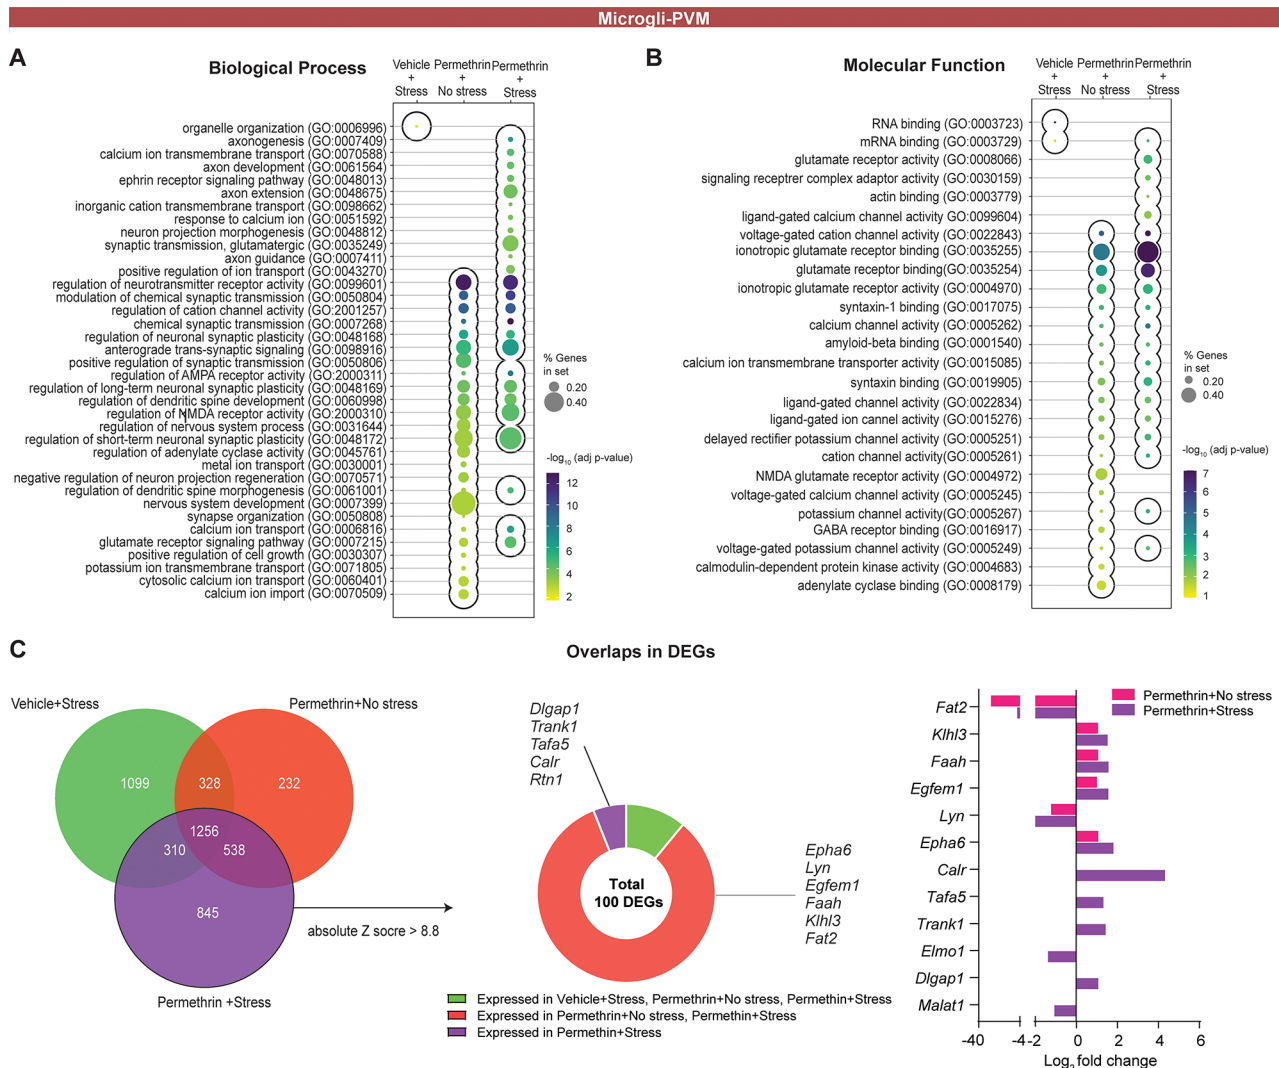 Microgli-PVM
A
Biological Process
Vehicle
+
Stress
Permethrin
+
No stress
Permethrin
+
Stress
organelle organization (GO:0006996)
axonogenesis (GO:0007409)
calcium ion transmembrane transport (GO:0070588)
axon development (GO:0061564)
ephrin receptor signaling pathway (GO:0048013)
axon extension (GO:0048675)
inorganic cation transmembrane transport (GO:0098662)
response to calcium ion (GO:0051592)
neuron projection morphogenesis (GO:0048812)
synaptic transmission, glutamatergic (GO:0035249)
axon guidance (GO:0007411)
positive regulation of ion transport (GO:0043270)
regulation of neurotransmitter receptor activity (GO:0099601)
modulation of chemical synaptic transmission (GO:0050804)
regulation of cation channel activity (GO:2001257)
chemical synaptic transmission (GO:0007268)
regulation of neuronal synaptic plasticity (GO:0048168)
anterograde trans-synaptic signaling (GO:0098916)
positive regulation of synaptic transmission (GO:0050806)
regulation of AMPA receptor activity (GO:2000311)
regulation of long-term neuronal synaptic plasticity (GO:0048169)
regulation of dendritic spine development (GO:0060998)
regulation of NMDA receptor activity (GO:2000310)
regulation of nervous system process (GO:0031644)
regulation of short-term neuronal synaptic plasticity (GO:0048172)
regulation of adenylate cyclase activity (GO:0045761)
metal ion transport (GO:0030001)
negative regulation of neuron projection regeneration (GO:0070571)
regulation of dendritic spine morphogenesis (GO:0061001)
nervous system development (GO:0007399)
synapse organization (GO:0050808)
calcium ion transport (GO:0006816)
glutamate receptor signaling pathway (GO:0007215)
positive regulation of cell growth (GO:0030307)
potassium ion transmembrane transport (GO:0071805)
cytosolic calcium ion transport (GO:0060401)
calcium ion import (GO:0070509)
% Genes
in set
0.20
0.40
-log10 (adj p-value)
12
10
8
6
4
2
B
Molecular Function
Vehicle
+
Stress
Permethrin
+
No stress
Permethrin
+
Stress
RNA binding (GO:0003723)
mRNA binding (GO:0003729)
glutamate receptor activity (GO:0008066)
signaling receptrer complex adaptor activity (GO:0030159)
actin binding (GO:0003779)
ligand-gated calcium channel activity (GO:0099604)
voltage-gated cation channel activity (GO:0022843)
ionotropic glutamate receptor binding (GO:0035255)
glutamate receptor binding(GO:0035254)
ionotropic glutamate receptor activity (GO:0004970)
syntaxin-1 binding (GO:0017075)
calcium channel activity (GO:0005262)
amyloid-beta binding (GO:0001540)
calcium ion transmembrane transporter activity (GO:0015085)
syntaxin binding (GO:0019905)
ligand-gated channel activity (GO:0022834)
ligand-gated ion cannel activity (GO:0015276)
delayed rectifier potassium channel activity (GO:0005251)
cation channel activity (GO:0005261)
NMDA glutamate receptor activity (GO:0004972)
voltage-gated calcium channel activity (GO:0005245)
potassium channel activity(GO:0005267)
GABA receptor binding (GO:0016917)
voltage-gated potassium channel activity (GO:0005249)
calmodulin-dependent protein kinase activity (GO:0004683)
adenylate cyclase binding (GO:0008179)
% Genes
in set
0.20
0.40
-log10 (adj p-value)
7
6
5
4
3
2
1
C
Overlaps in DEGs
Vehicle+Stress
Permethrin+No stress
1099
328
232
1256
310
538
845
Permethrin +Stress
absolute Z socre > 8.8
Dlgap1
Trank1
Tafa5
Calr
Rtn1
Total
100 DEGs
Epha6
Lyn
Egfem1
Faah
Klhl3
Fat2
Expressed in Vehicle+Stress, Permethrin+No stress, Permethin+Stress
Expressed in Permethrin+No stress, Permethin+Stress
Expressed in Permethin+Stress
Permethrin+No stress
Permethrin+Stress
Fat2
Klhl3
Faah
Egfem1
Lyn
Epha6
Calr
Tafa5
Trank1
Elmo1
Dlgap1
Malat1
-40 -4 -2 0 2 4 6
Log2 fold change